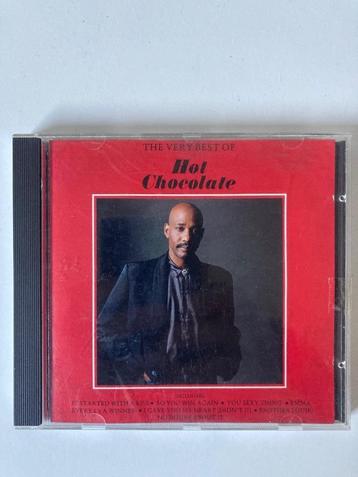 THE VERY BEST OF
Hot
Chocolate
INCLUDING
IT STARTED WITH A KISS • SO YOU WIN AGAIN • YOU SEXY THING • EMMA
EVERY 1'S A WINNER • I GAVE YOU MY HEART (DIDN'T I) • BROTHER LOUIE
NO DOUBT ABOUT IT